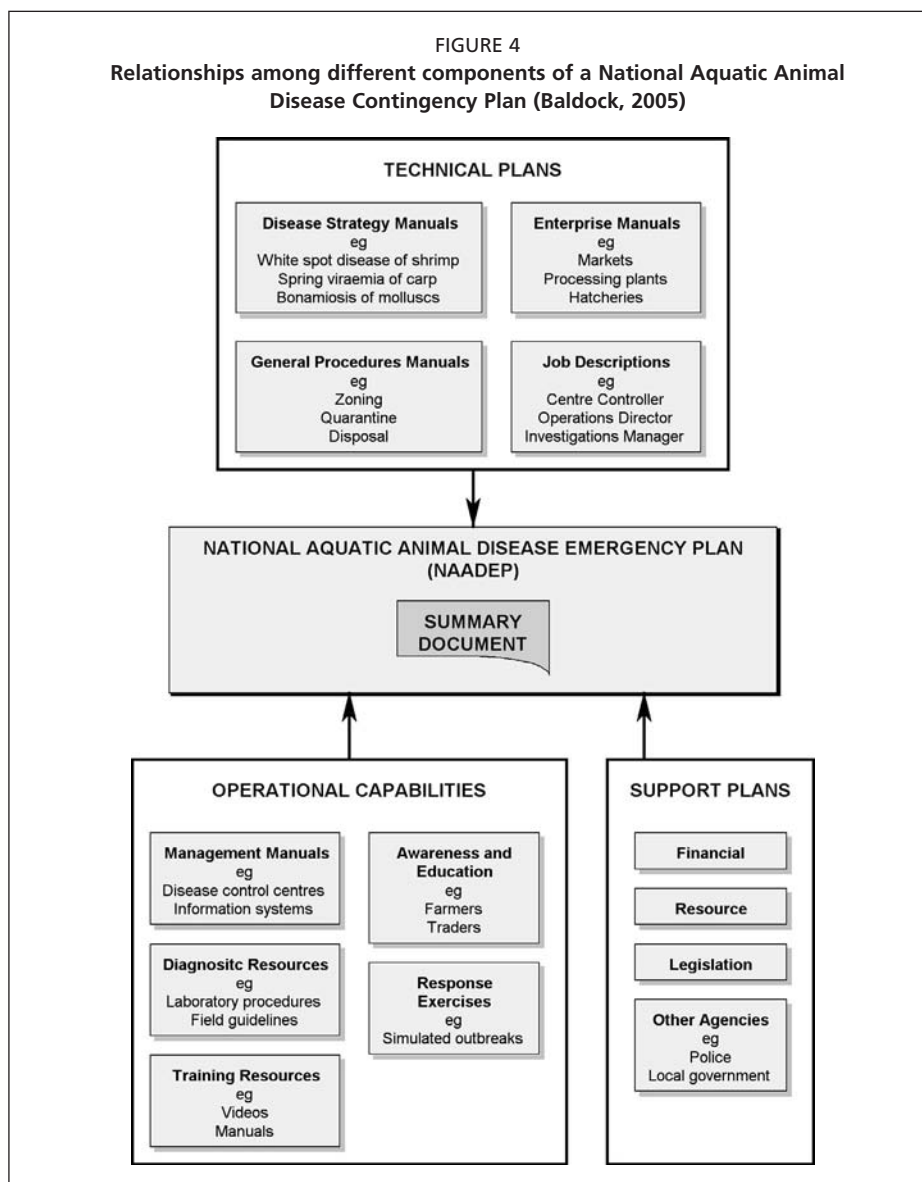 FIGURE 4
Relationships among different components of a National Aquatic Animal
Disease Contingency Plan (Baldock, 2005)
TECHNICAL PLANS
Disease Strategy Manuals
eg
White spot disease of shrimp
Spring viraemia of carp
Bonamiosis of molluscs
Enterprise Manuals
eg
Markets
Processing plants
Hatcheries
General Procedures Manuals
eg
Zoning
Quarantine
Disposal
Job Descriptions
eg
Centre Controller
Operations Director
Investigations Manager
NATIONAL AQUATIC ANIMAL DISEASE EMERGENCY PLAN
(NAADEP)
SUMMARY
DOCUMENT
OPERATIONAL CAPABILITIES
Management Manuals
eg
Disease control centres
Information systems
Awareness and
Education
eg
Farmers
Traders
Diagnositc Resources
eg
Laboratory procedures
Field guidelines
Response
Exercises
eg
Simulated outbreaks
Training Resources
eg
Videos
Manuals
SUPPORT PLANS
Financial
Resource
Legislation
Other Agencies
eg
Police
Local government